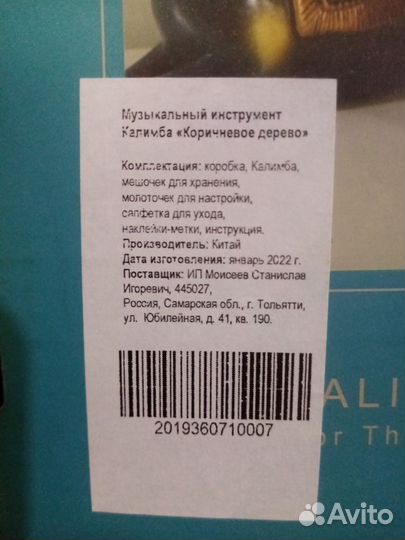 Музыкальный инструмент
Калимба «Коричневое дерево»
Комплектация: коробка, Калимба,
мешочек для хранения,
молоточек для настройки,
салфетка для ухода,
наклейки-метки, инструкция.
Производитель: Китай
Дата изготовления: январь 2022 г.
Поставщик: ИП Моисеев Станислав
Игоревич, 445027,
Россия, Самарская обл., г. Тольятти,
ул. Юбилейная, д. 41, кв. 190.
2019360710007
ALI
or Th
Avito